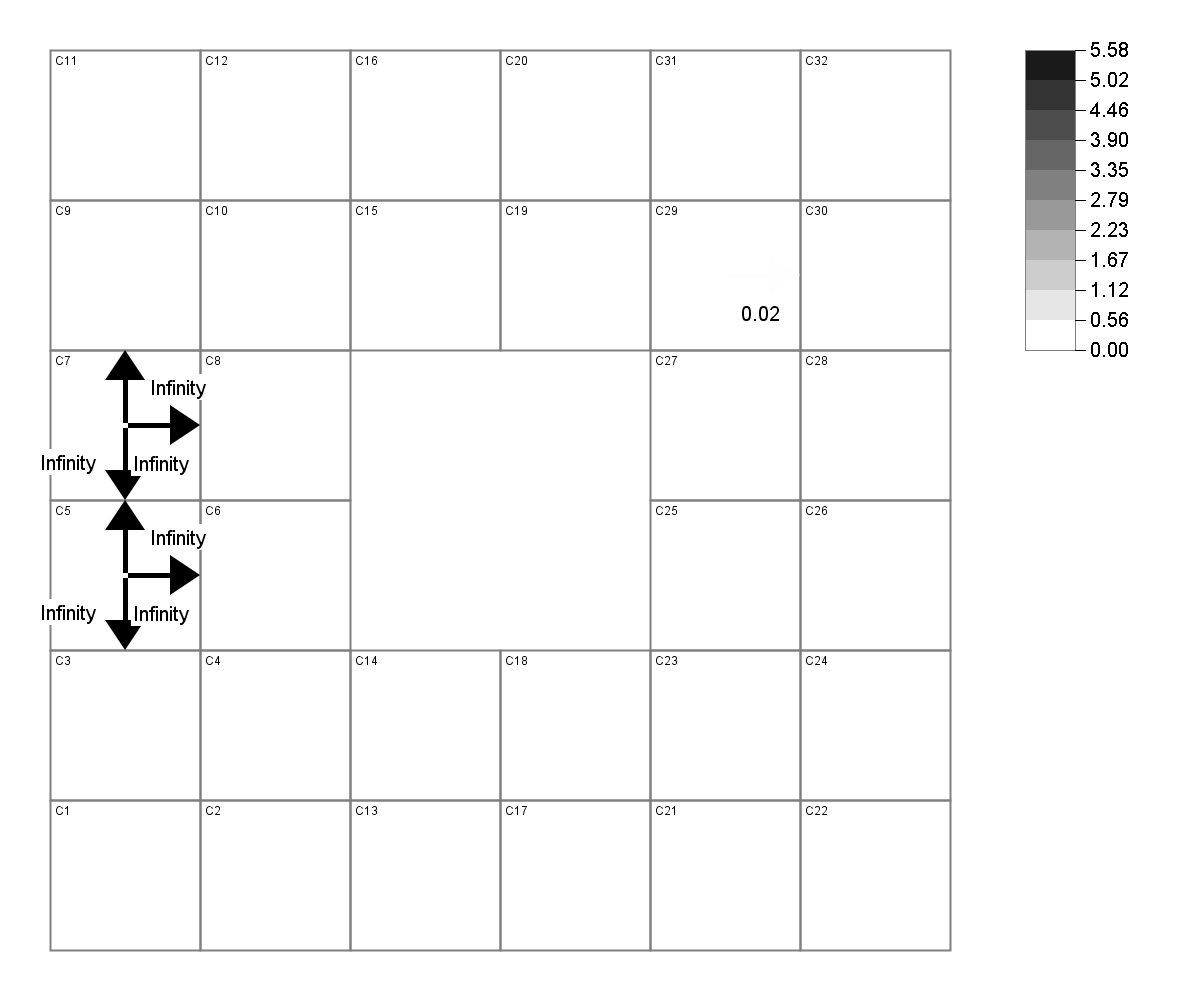 C11 C12 C16 C20 C31 C32
5.58
5.02
4.46
3.90
3.35
2.79
2.23
1.67
1.12
0.56
0.00
C9 C10 C15 C19 C29 C30
0.02
C7 C8 C27 C28
Infinity
Infinity Infinity
C5 C6 C25 C26
Infinity
Infinity Infinity
C3 C4 C14 C18 C23 C24
C1 C2 C13 C17 C21 C22